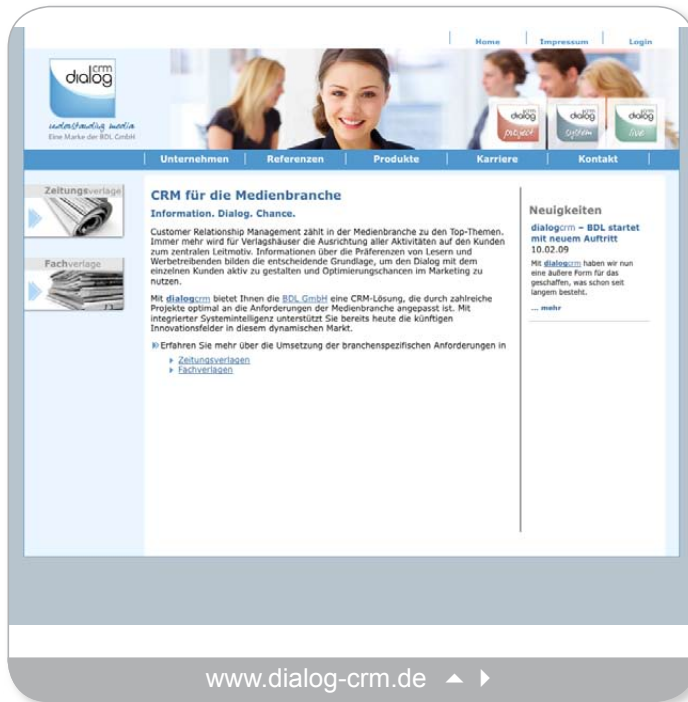 Home Impressum Login
dialog crm
understanding media
Eine Marke der BDL GmbH
dialog crm project
dialog crm system
dialog crm live
Unternehmen Referenzen Produkte Karriere Kontakt
Zeitungsverlage
Fachverlage
CRM für die Medienbranche
Information. Dialog. Chance.
Customer Relationship Management zählt in der Medienbranche zu den Top-Themen.
Immer mehr wird für Verlagshäuser die Ausrichtung aller Aktivitäten auf den Kunden
zum zentralen Leitmotiv. Informationen über die Präferenzen von Lesern und
Werbetreibenden bilden die entscheidende Grundlage, um den Dialog mit dem
einzelnen Kunden aktiv zu gestalten und Optimierungschancen im Marketing zu
nutzen.
Mit dialogcrm bietet Ihnen die BDL GmbH eine CRM-Lösung, die durch zahlreiche
Projekte optimal an die Anforderungen der Medienbranche angepasst ist. Mit
integrierter Systemintelligenz unterstützt Sie bereits heute die künftigen
Innovationsfelder in diesem dynamischen Markt.
Erfahren Sie mehr über die Umsetzung der branchenspezifischen Anforderungen in
Zeitungsverlagen
Fachverlagen
Neuigkeiten
dialogcrm – BDL startet
mit neuem Auftritt
10.02.09
Mit dialogcrm haben wir nun
eine äußere Form für das
geschaffen, was schon seit
langem besteht.
... mehr
www.dialog-crm.de